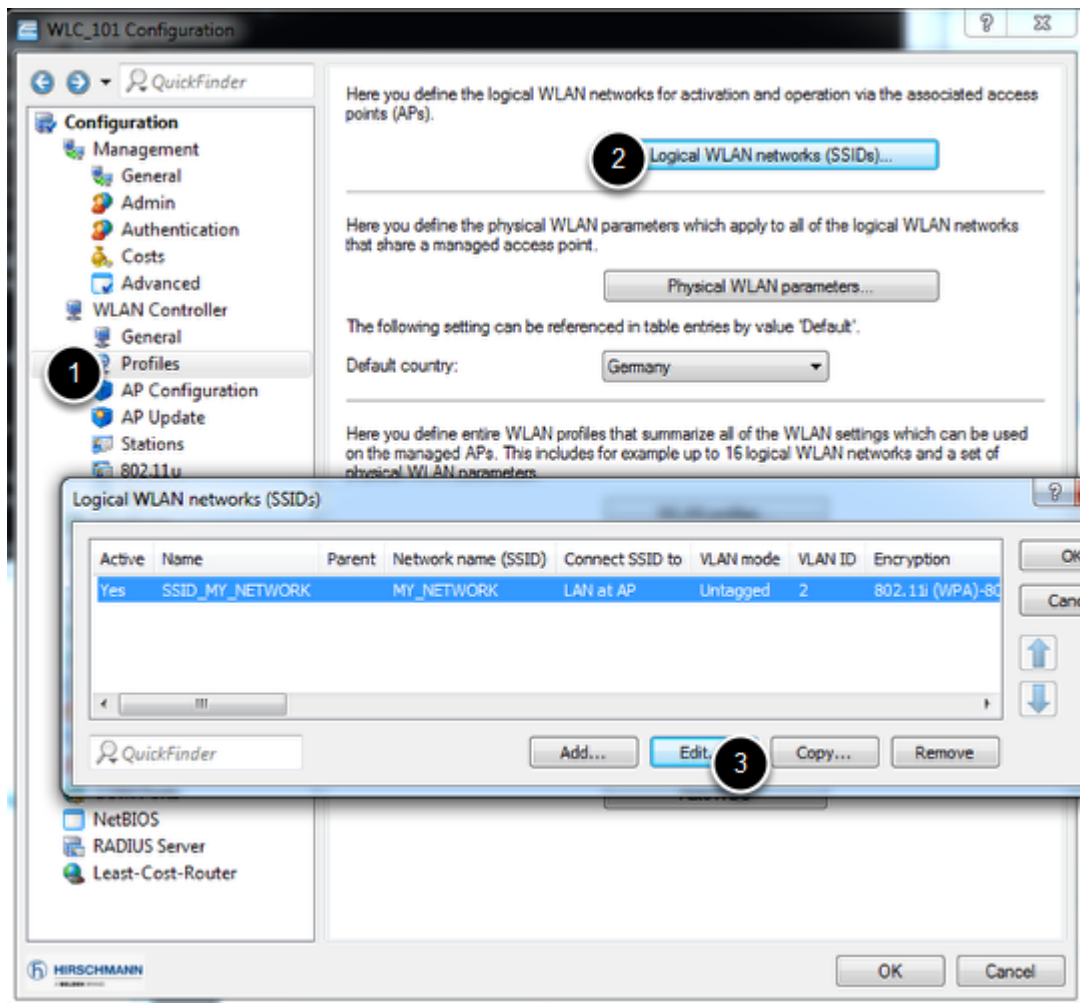 WLC_101 Configuration
QuickFinder
Configuration
Management
General
Admin
Authentication
Costs
Advanced
WLAN Controller
General
Profiles
AP Configuration
AP Update
Stations
802.11u
1
Here you define the logical WLAN networks for activation and operation via the associated access
points (APs).
2
Logical WLAN networks (SSIDs)...
Here you define the physical WLAN parameters which apply to all of the logical WLAN networks
that share a managed access point.
Physical WLAN parameters...
The following setting can be referenced in table entries by value 'Default'.
Default country: Germany
Here you define entire WLAN profiles that summarize all of the WLAN settings which can be used
on the managed APs. This includes for example up to 16 logical WLAN networks and a set of
physical WLAN parameters
Logical WLAN networks (SSIDs)
Active Name Parent Network name (SSID) Connect SSID to VLAN mode VLAN ID Encryption
Yes SSID_MY_NETWORK MY_NETWORK LAN at AP Untagged 2 802.11i (WPA)-80
OK
Canc
QuickFinder
Add...
Edit.
3
Copy...
Remove
NetBIOS
RADIUS Server
Least-Cost-Router
HIRSCHMANN
A BELDEN BRAND
OK
Cancel